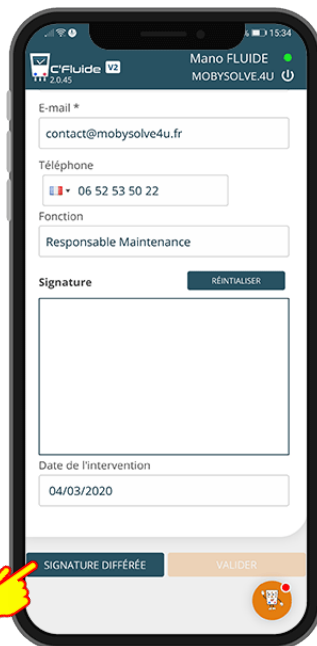 15:34
C'Fluide V2
2.0.45
Mano FLUIDE
MOBYSOLVE.4U
E-mail *
contact@mobysolve4u.fr
Téléphone
06 52 53 50 22
Fonction
Responsable Maintenance
Signature
RÉINTIALISER
Date de l'intervention
04/03/2020
SIGNATURE DIFFÉRÉE
VALIDER